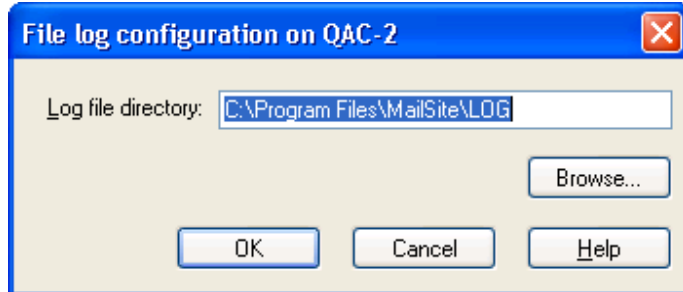 File log configuration on QAC-2
Log file directory: C:\Program Files\MailSite\LOG
Browse...
OK Cancel Help